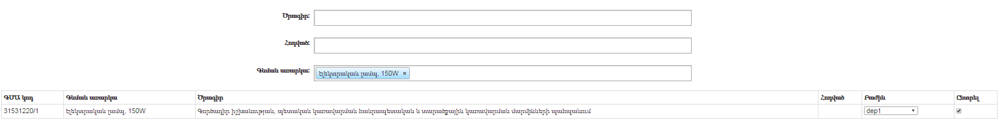 Ծրագիր:
Հոդված:
Գնման առարկա: Էլեկտրական լամպ, 150W ×
ԳՄԱ կոդ Գնման առարկա Ծրագիր Հոդված Բաժին Ընտրել
31531220/1 Էլեկտրական լամպ, 150W Գործադիր իշխանության, պետական կառավարման հանրապետական և տարածքային կառավարման մարմինների պահպանում dep1